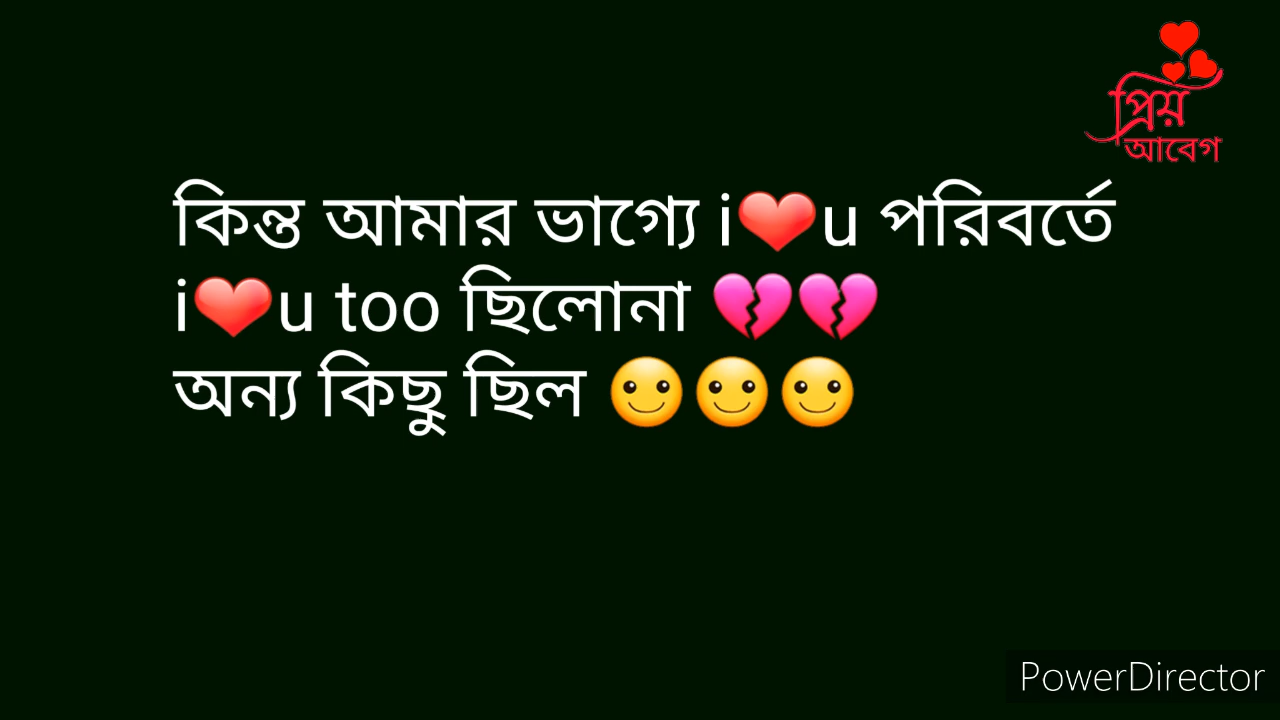 প্রিয়
আবেগ
কিন্ত আমার ভাগ্যে i❤️u পরিবর্তে
i❤️u too ছিলোনা 💔💔
অন্য কিছু ছিল 🙂🙂🙂
PowerDirector